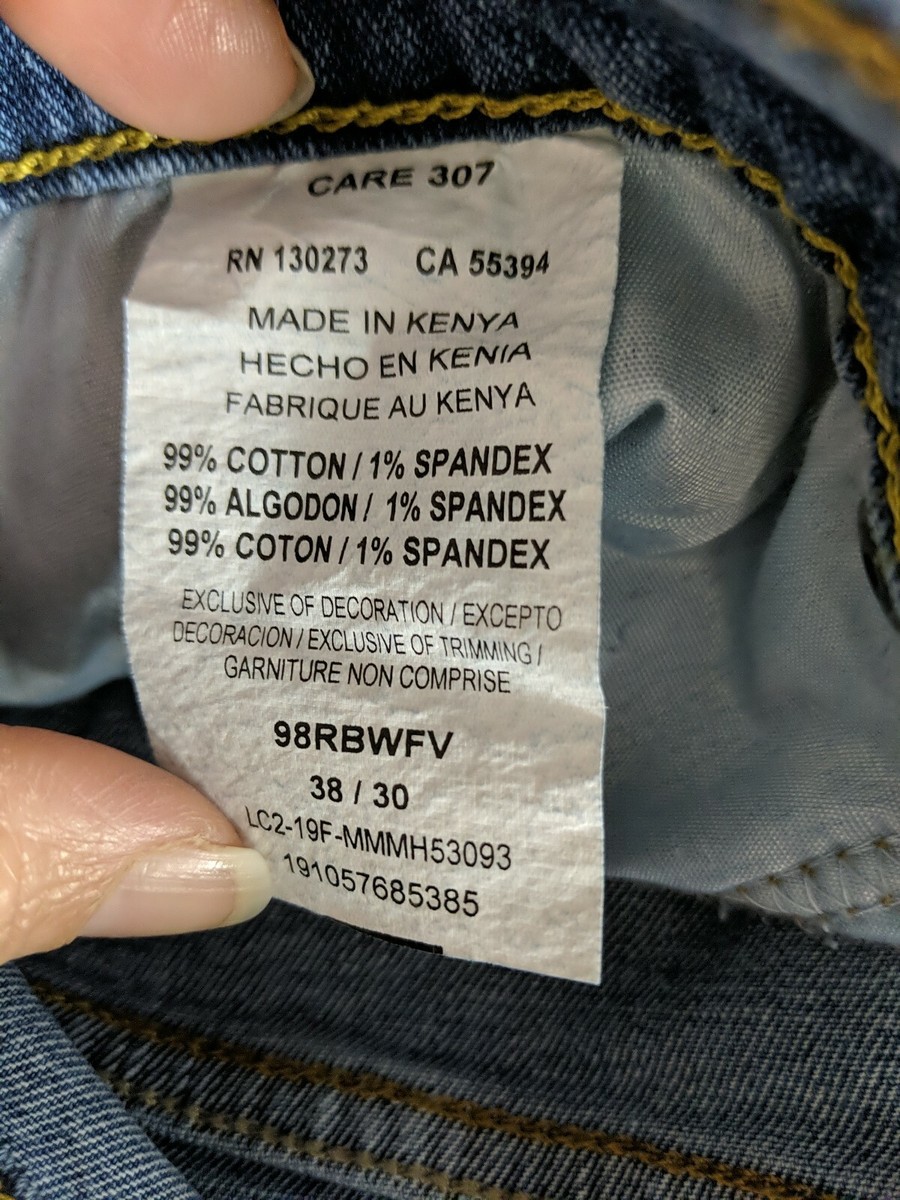 CARE 307
RN 130273 CA 55394
MADE IN KENYA
HECHO EN KENIA
FABRIQUE AU KENYA
99% COTTON / 1% SPANDEX
99% ALGODON / 1% SPANDEX
99% COTON / 1% SPANDEX
EXCLUSIVE OF DECORATION / EXCEPTO
DECORACION / EXCLUSIVE OF TRIMMING /
GARNITURE NON COMPRISE
98RBWFV
38 / 30
LC2-19F-MMMH53093
191057685385